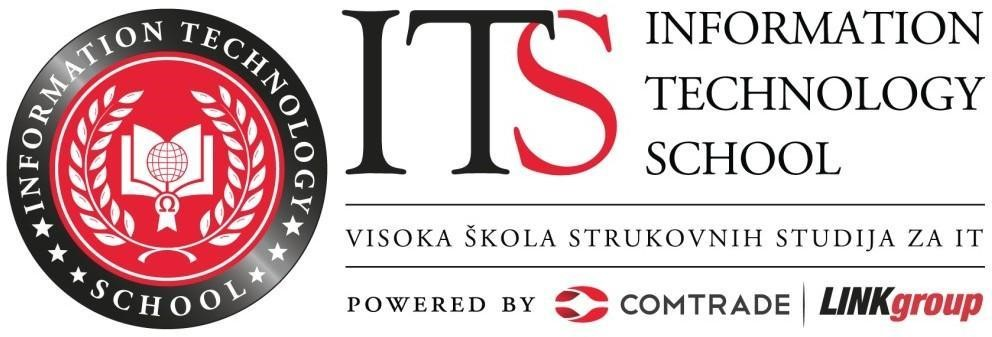 INFORMATION TECHNOLOGY
SCHOOL
ITS
INFORMATION
TECHNOLOGY
SCHOOL
VISOKA ŠKOLA STRUKOVNIH STUDIJA ZA IT
POWERED BY COMTRADE LINKgroup